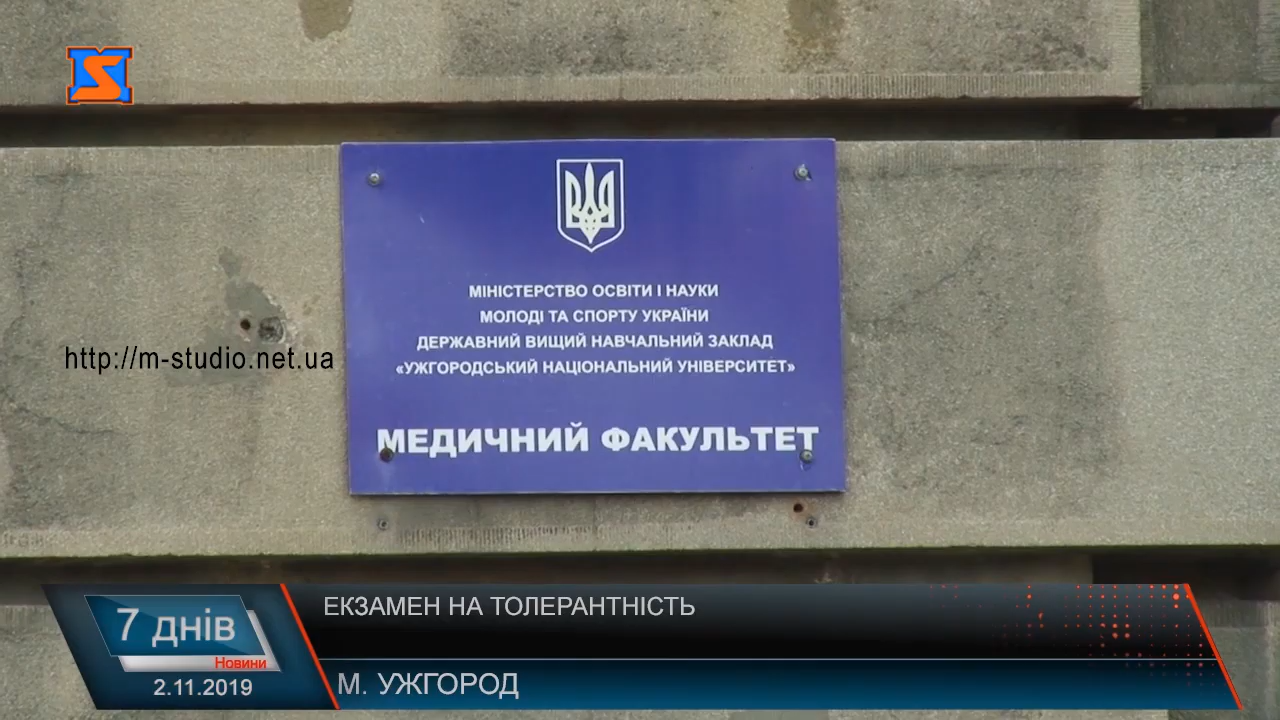 МІНІСТЕРСТВО ОСВІТИ І НАУКИ
МОЛОДІ ТА СПОРТУ УКРАЇНИ
ДЕРЖАВНИЙ ВИЩИЙ НАВЧАЛЬНИЙ ЗАКЛАД
«УЖГОРОДСЬКИЙ НАЦІОНАЛЬНИЙ УНІВЕРСИТЕТ»
МЕДИЧНИЙ ФАКУЛЬТЕТ
http://m-studio.net.ua
7 днів
Новини
2.11.2019
ЕКЗАМЕН НА ТОЛЕРАНТНІСТЬ
М. УЖГОРОД